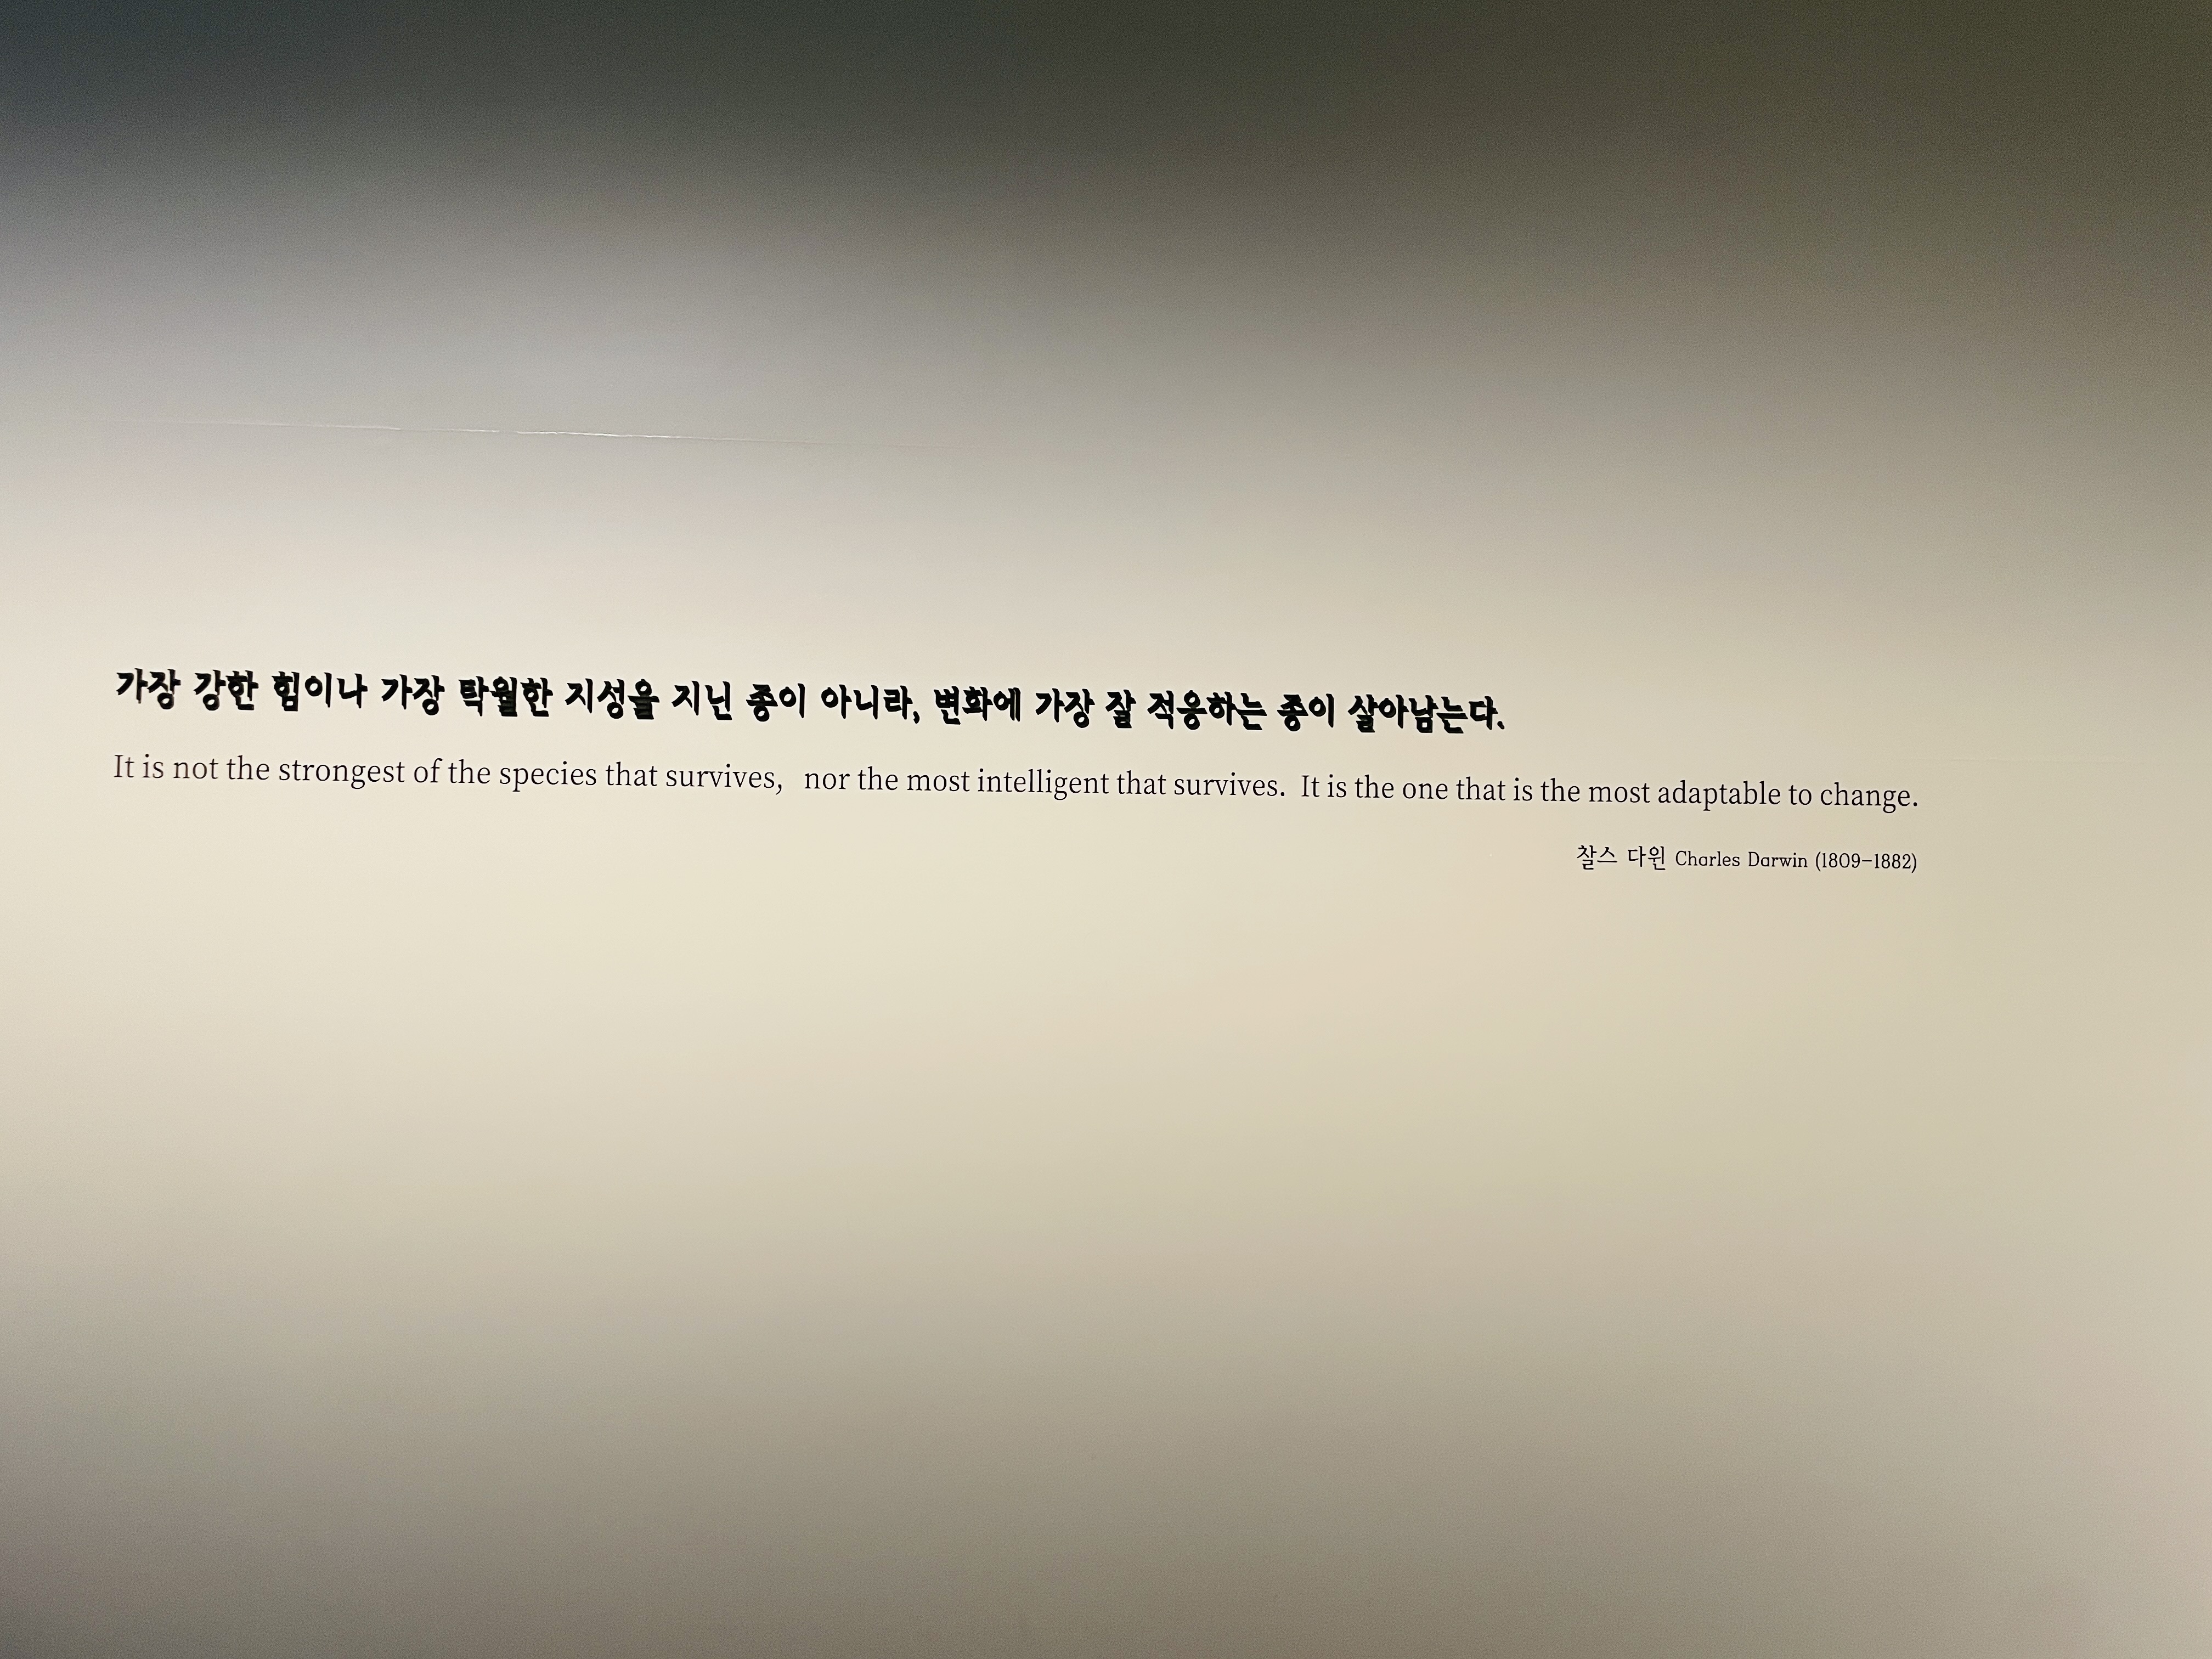 가장 강한 힘이나 가장 탁월한 지성을 지닌 종이 아니라, 변화에 가장 잘 적응하는 종이 살아남는다.
It is not the strongest of the species that survives, nor the most intelligent that survives. It is the one that is the most adaptable to change.
찰스 다윈 Charles Darwin (1809-1882)